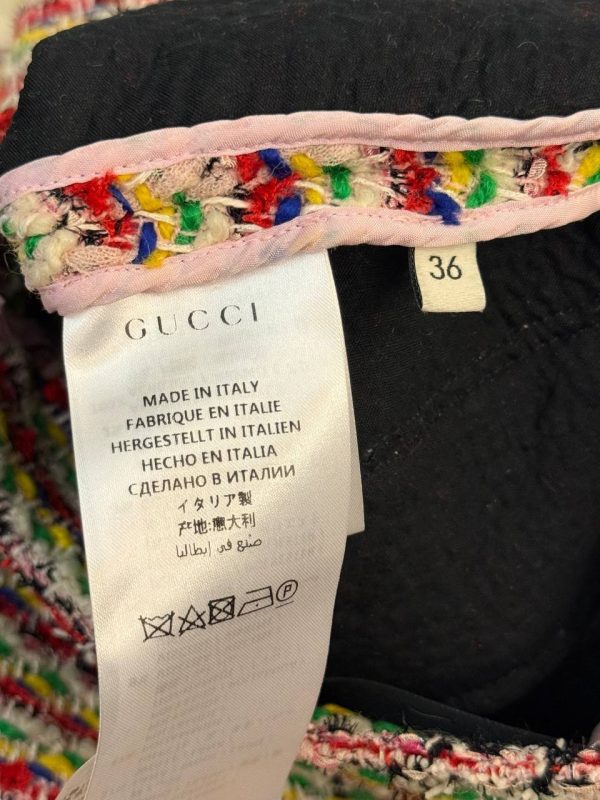 36
GUCCI
MADE IN ITALY
FABRIQUE EN ITALIE
HERGESTELLT IN ITALIEN
HECHO EN ITALIA
СДЕЛАНО В ИТАЛИИ
イタリア製
产地:意大利
صنع في إيطاليا
P